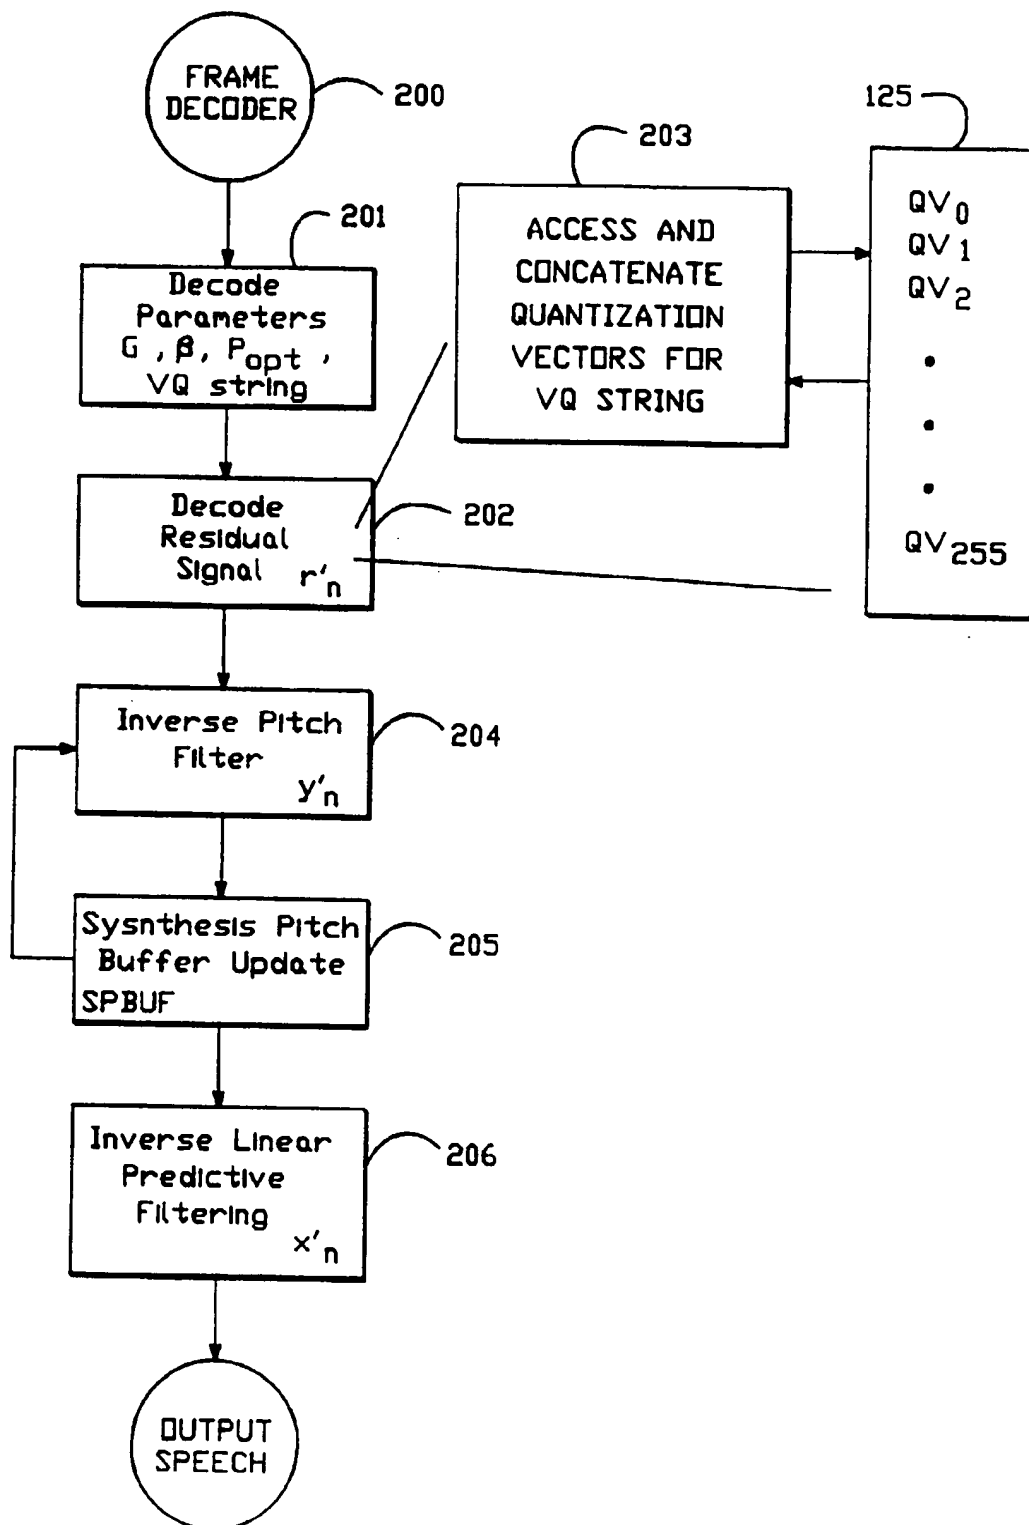 FRAME
DECODER
200
201
Decode
Parameters
G , β, Popt ,
VQ string
203
ACCESS AND
CONCATENATE
QUANTIZATION
VECTORS FOR
VQ STRING
125
QV0
QV1
QV2
QV255
Decode
Residual
Signal r'n
202
Inverse Pitch
Filter
y'n
204
Sysnthesis Pitch
Buffer Update
SPBUF
205
Inverse Linear
Predictive
Filtering
x'n
206
OUTPUT
SPEECH